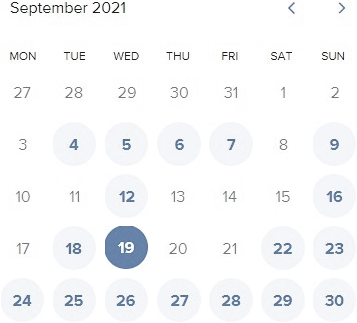 September 2021
MON TUE WED THU FRI SAT SUN
27 28 29 30 31 1 2
3 4 5 6 7 8 9
10 11 12 13 14 15 16
17 18 19 20 21 22 23
24 25 26 27 28 29 30